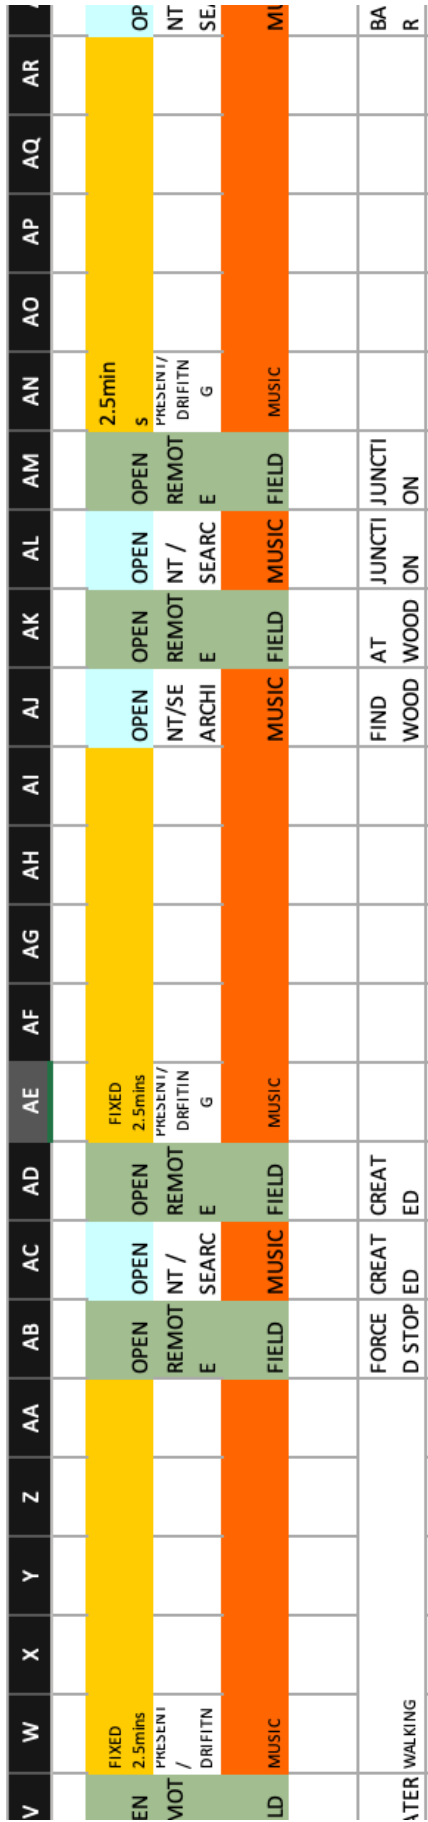 V W X Y Z AA AB AC AD AE AF AG AH AI AJ AK AL AM AN AO AP AQ AR
FIXED FIXED 2.5min
EN 2.5mins OPEN OPEN OPEN 2.5mins OPEN OPEN OPEN OPEN s OP
MOT PRESENT REMOT NT / REMOT PRESENT/ NT/SE REMOT NT / REMOT PRESENT/ NT
/ E SEARC E DRFITIN ARCHI E SEARC E DRIFITN SE
DRIFITN G G
LD MUSIC FIELD MUSIC FIELD MUSIC MUSIC FIELD MUSIC FIELD MUSIC MU
FORCE CREAT CREAT FIND AT JUNCTI JUNCTI BA
ATER WALKING D STOP ED ED WOOD WOOD ON ON R